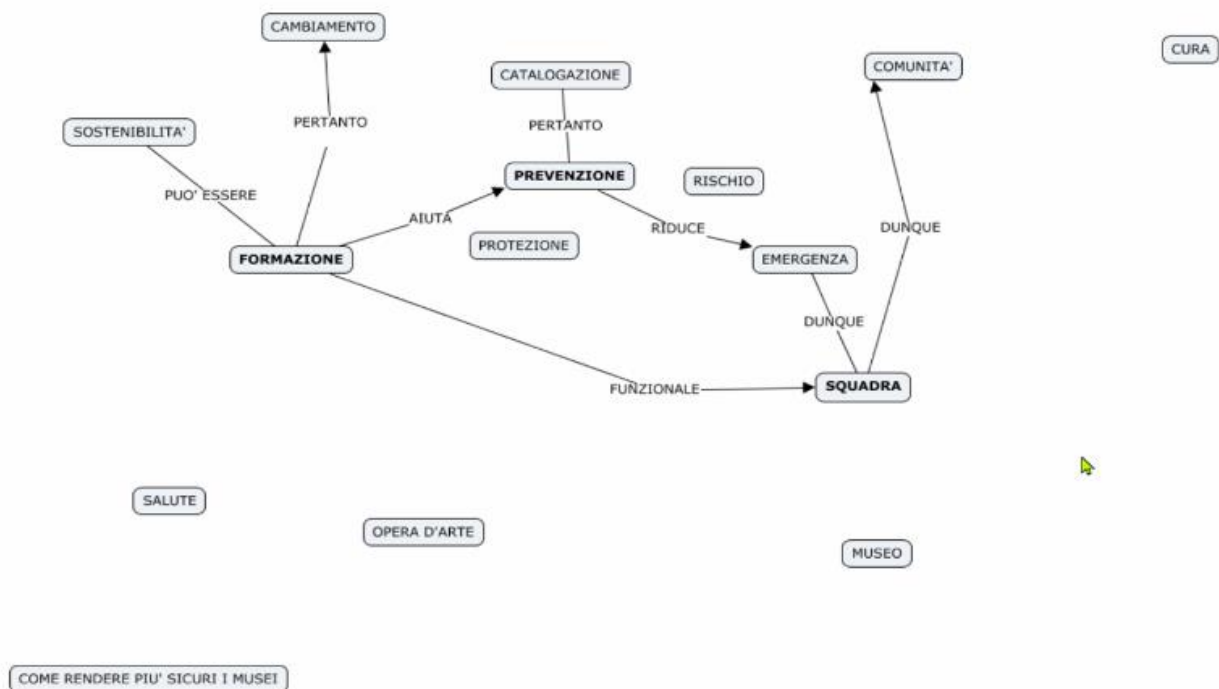 CAMBIAMENTO
CURA
COMUNITA'
CATALOGAZIONE
PERTANTO
PERTANTO
SOSTENIBILITA'
PREVENZIONE
RISCHIO
PUO' ESSERE
AIUTA
RIDUCE
DUNQUE
PROTEZIONE
FORMAZIONE
EMERGENZA
DUNQUE
FUNZIONALE
SQUADRA
SALUTE
OPERA D'ARTE
MUSEO
COME RENDERE PIU' SICURI I MUSEI